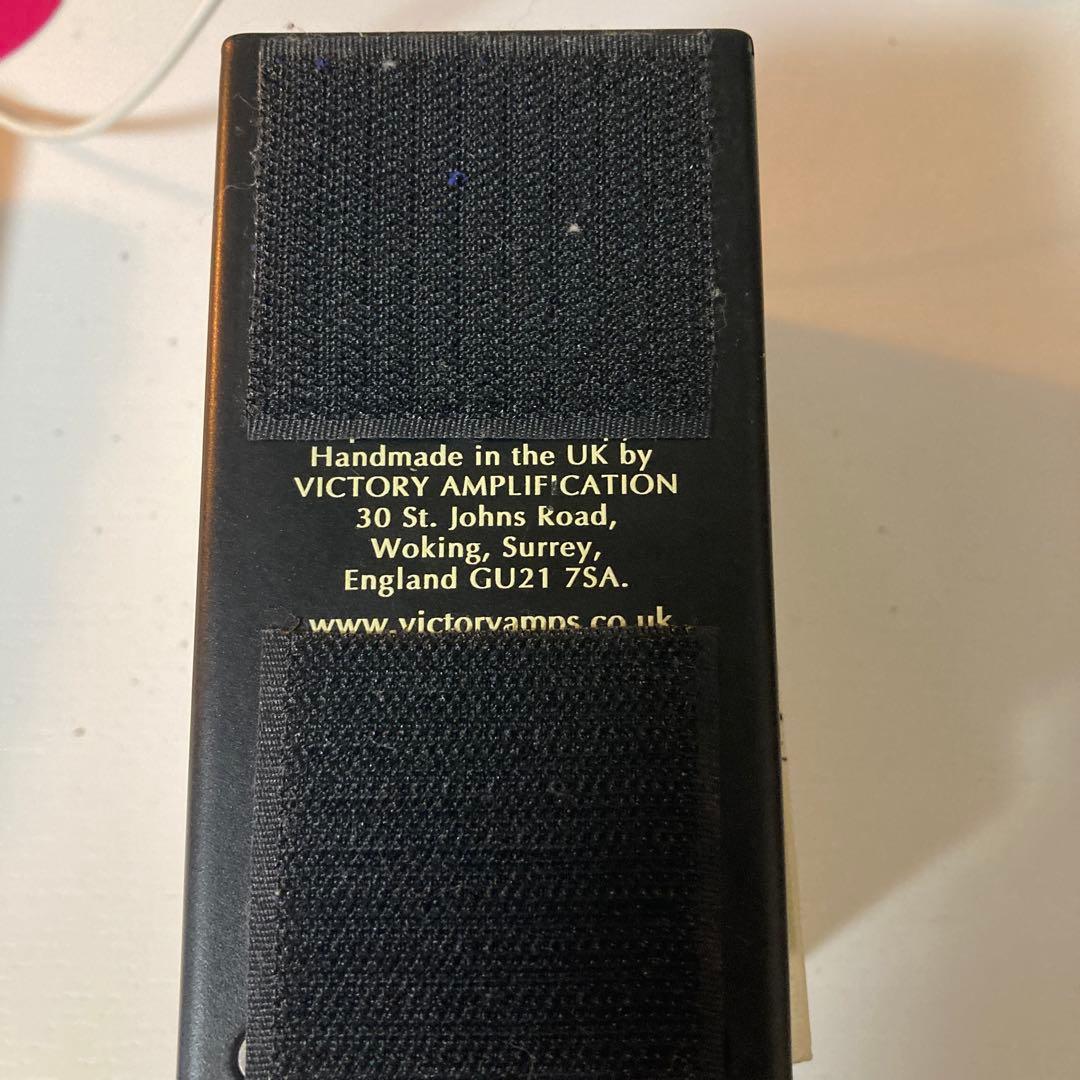 Handmade in the UK by
VICTORY AMPLIFICATION
30 St. Johns Road,
Woking, Surrey,
England GU21 7SA.
www.victoryamps.co.uk